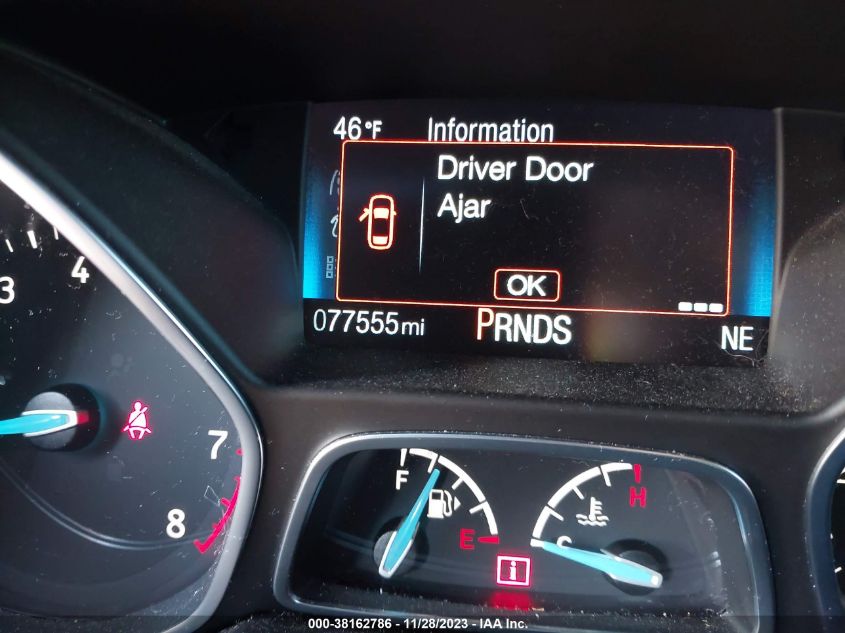 46°F Information
Driver Door
Ajar
OK
077555mi PRNDS NE
3
4
7
8
F
E
H
C
i
000-38162786 - 11/28/2023 - IAA Inc.